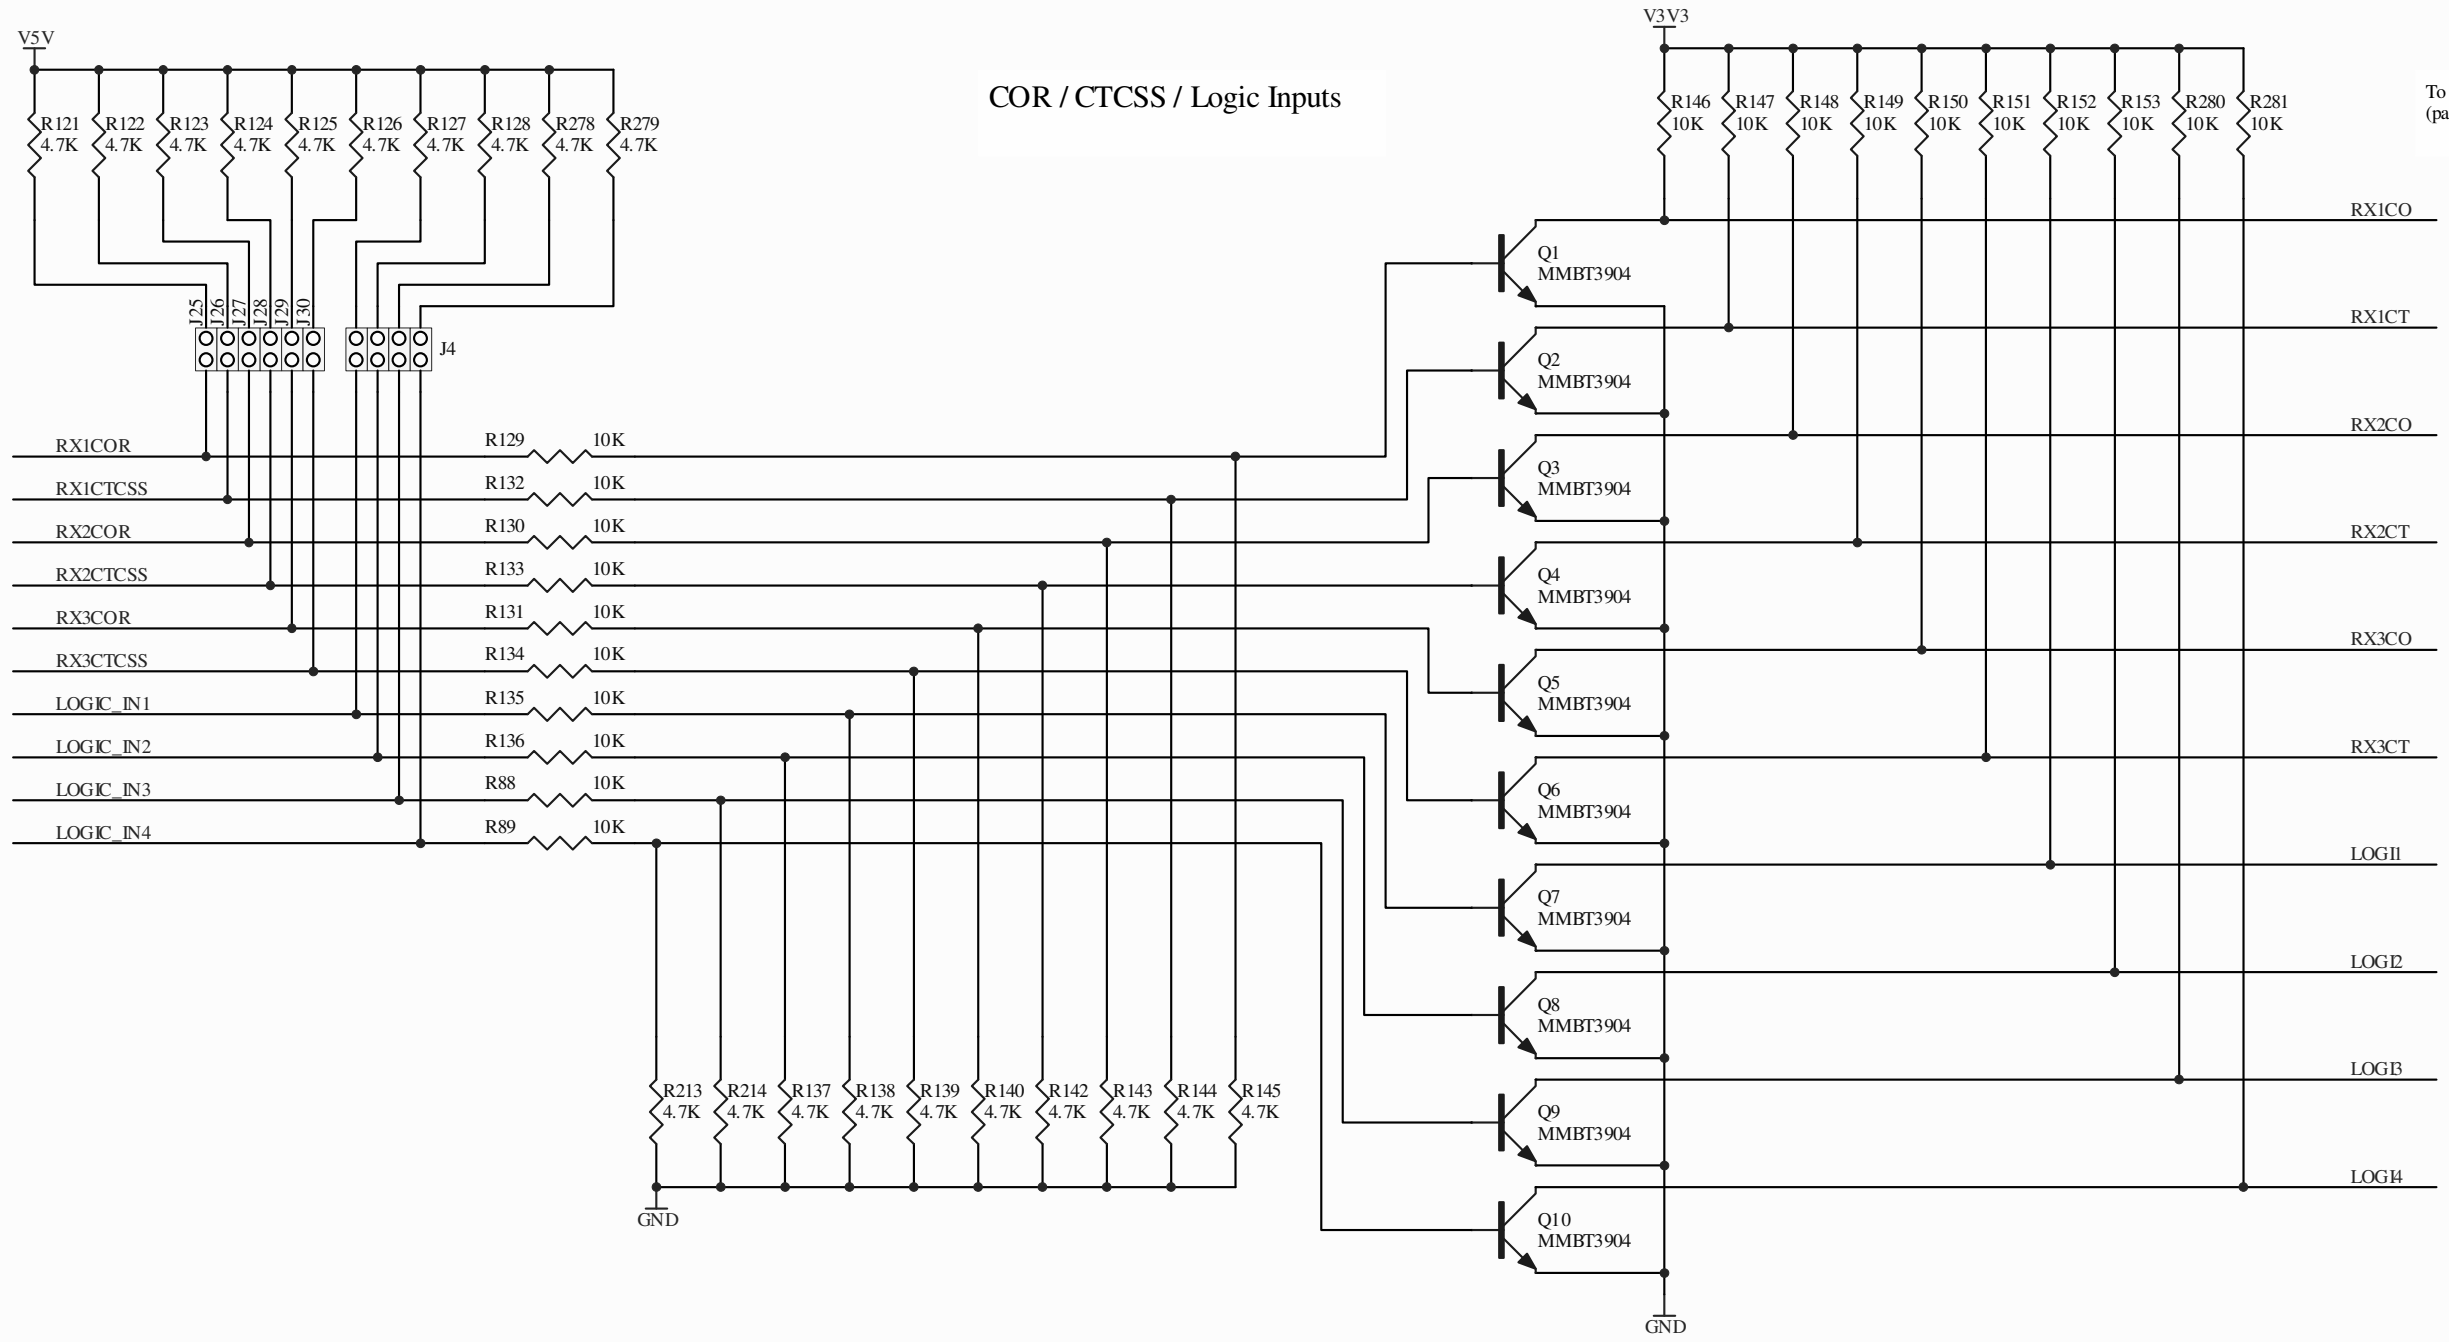 V5V
V3V3
COR / CTCSS / Logic Inputs
To
(pa
R121
4.7K
R122
4.7K
R123
4.7K
R124
4.7K
R125
4.7K
R126
4.7K
R127
4.7K
R128
4.7K
R278
4.7K
R279
4.7K
R146
10K
R147
10K
R148
10K
R149
10K
R150
10K
R151
10K
R152
10K
R153
10K
R280
10K
R281
10K
J25
J26
J27
J28
J29
J30
J4
RX1COR
R129 10K
RX1CTCSS
R132 10K
RX2COR
R130 10K
RX2CTCSS
R133 10K
RX3COR
R131 10K
RX3CTCSS
R134 10K
LOGIC_IN1
R135 10K
LOGIC_IN2
R136 10K
LOGIC_IN3
R88 10K
LOGIC_IN4
R89 10K
Q1
MMBT3904
Q2
MMBT3904
Q3
MMBT3904
Q4
MMBT3904
Q5
MMBT3904
Q6
MMBT3904
Q7
MMBT3904
Q8
MMBT3904
Q9
MMBT3904
Q10
MMBT3904
RX1CO
RX1CT
RX2CO
RX2CT
RX3CO
RX3CT
LOGI1
LOGI2
LOGI3
LOGI4
R213
4.7K
R214
4.7K
R137
4.7K
R138
4.7K
R139
4.7K
R140
4.7K
R142
4.7K
R143
4.7K
R144
4.7K
R145
4.7K
GND
GND